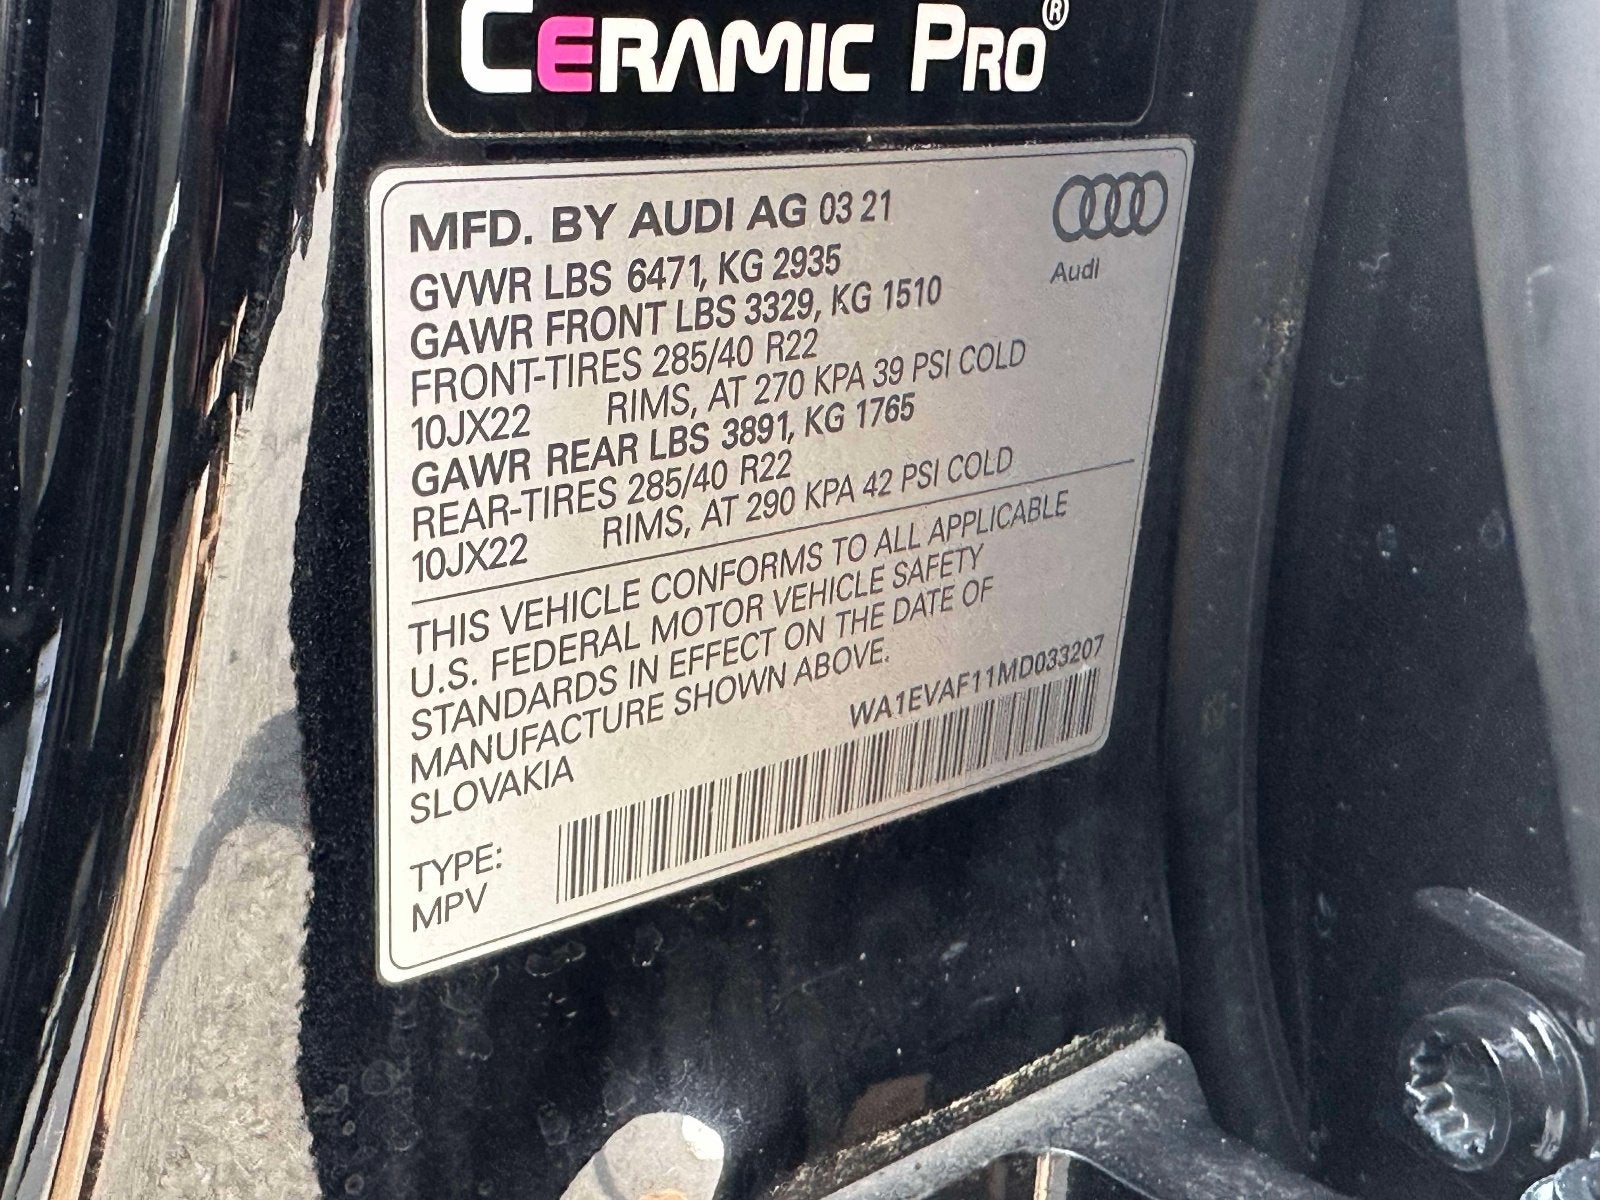 CERAMIC PRO®
MFD. BY AUDI AG 03 21
GVWR LBS 6471, KG 2935
GAWR FRONT LBS 3329, KG 1510
FRONT-TIRES 285/40 R22
10JX22 RIMS, AT 270 KPA 39 PSI COLD
GAWR REAR LBS 3891, KG 1765
REAR-TIRES 285/40 R22
10JX22 RIMS, AT 290 KPA 42 PSI COLD
Audi
THIS VEHICLE CONFORMS TO ALL APPLICABLE
U.S. FEDERAL MOTOR VEHICLE SAFETY
STANDARDS IN EFFECT ON THE DATE OF
MANUFACTURE SHOWN ABOVE.
SLOVAKIA
WA1EVAF11MD033207
TYPE:
MPV